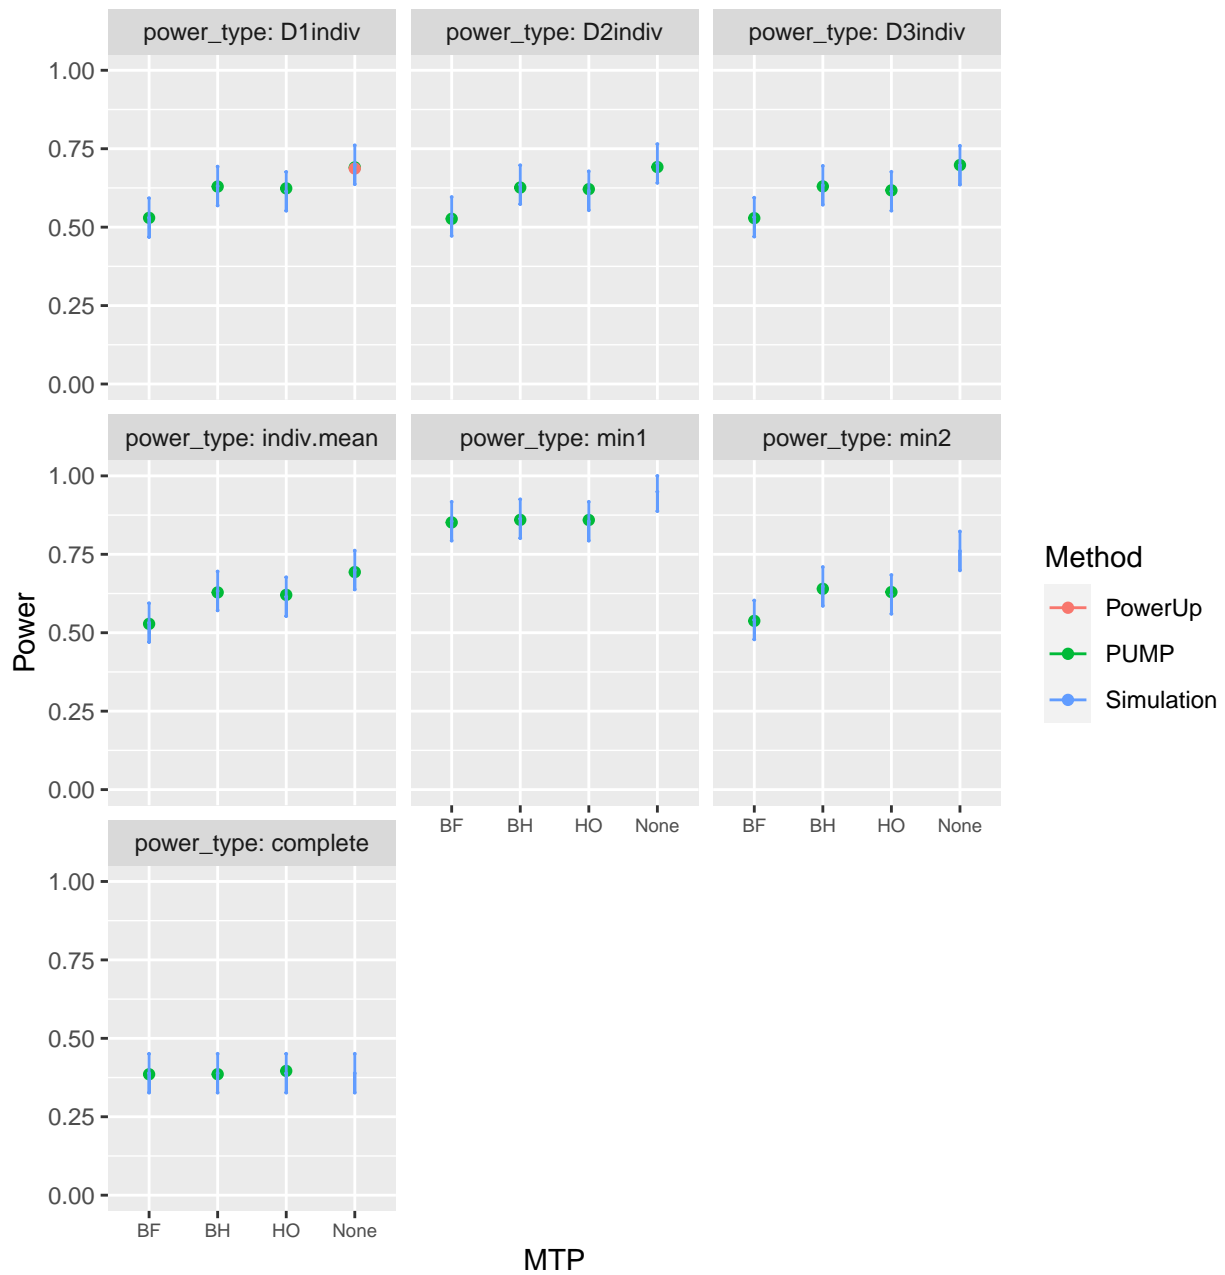 power_type: D1indiv
power_type: D2indiv
power_type: D3indiv
1.00
0.75
0.50
0.25
0.00
power_type: indiv.mean
power_type: min1
power_type: min2
1.00
0.75
0.50
0.25
0.00
BF BH HO None
BF BH HO None
power_type: complete
1.00
0.75
0.50
0.25
0.00
BF BH HO None
MTP
Power
Method
PowerUp
PUMP
Simulation